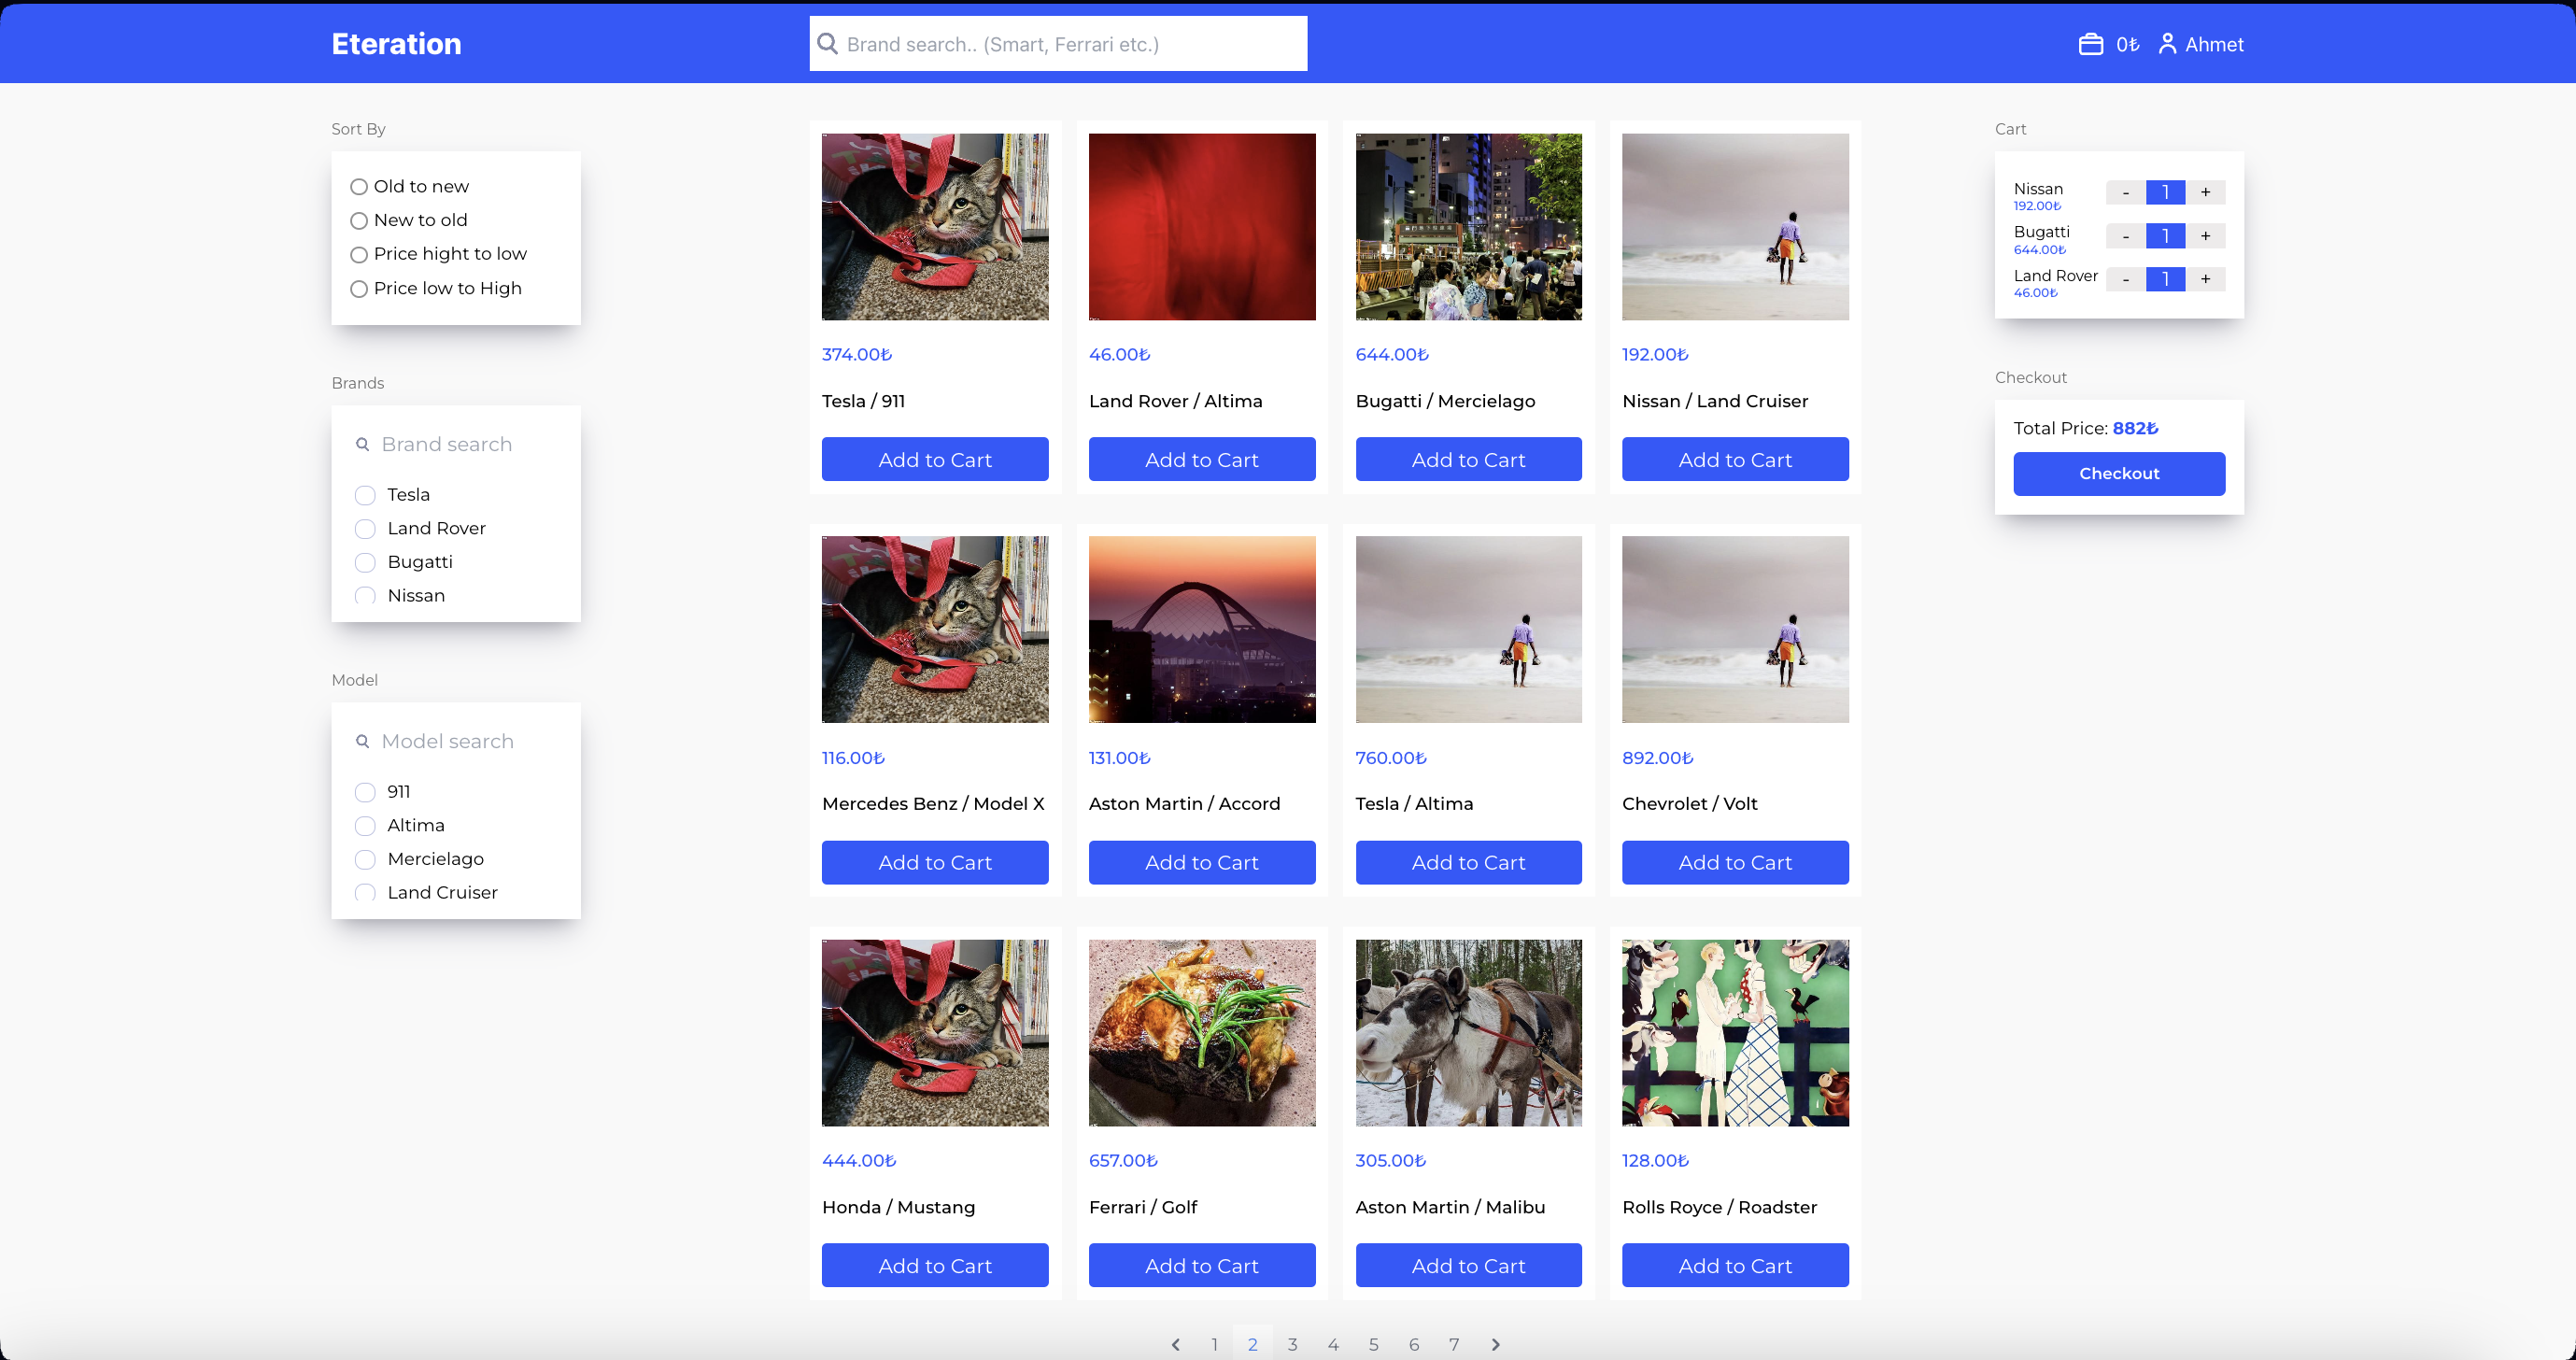 Eteration
Brand search.. (Smart, Ferrari etc.)
0₺ Ahmet
Sort By
Old to new
New to old
Price hight to low
Price low to High
Brands
Brand search
Tesla
Land Rover
Bugatti
Nissan
Model
Model search
911
Altima
Mercielago
Land Cruiser
374.00₺
Tesla / 911
Add to Cart
46.00₺
Land Rover / Altima
Add to Cart
644.00₺
Bugatti / Mercielago
Add to Cart
192.00₺
Nissan / Land Cruiser
Add to Cart
116.00₺
Mercedes Benz / Model X
Add to Cart
131.00₺
Aston Martin / Accord
Add to Cart
760.00₺
Tesla / Altima
Add to Cart
892.00₺
Chevrolet / Volt
Add to Cart
444.00₺
Honda / Mustang
Add to Cart
657.00₺
Ferrari / Golf
Add to Cart
305.00₺
Aston Martin / Malibu
Add to Cart
128.00₺
Rolls Royce / Roadster
Add to Cart
1 2 3 4 5 6 7
Cart
Nissan
192.00₺
- 1 +
Bugatti
644.00₺
- 1 +
Land Rover
46.00₺
- 1 +
Checkout
Total Price: 882₺
Checkout